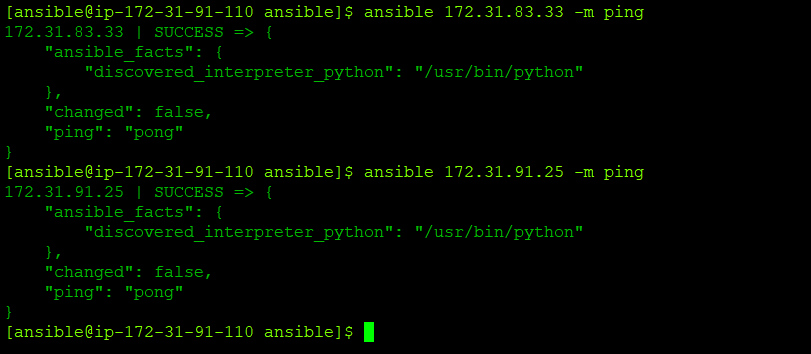 [ansible@ip-172-31-91-110 ansible]$ ansible 172.31.83.33 -m ping
172.31.83.33 | SUCCESS => {
    "ansible_facts": {
        "discovered_interpreter_python": "/usr/bin/python"
    },
    "changed": false,
    "ping": "pong"
}
[ansible@ip-172-31-91-110 ansible]$ ansible 172.31.91.25 -m ping
172.31.91.25 | SUCCESS => {
    "ansible_facts": {
        "discovered_interpreter_python": "/usr/bin/python"
    },
    "changed": false,
    "ping": "pong"
}
[ansible@ip-172-31-91-110 ansible]$